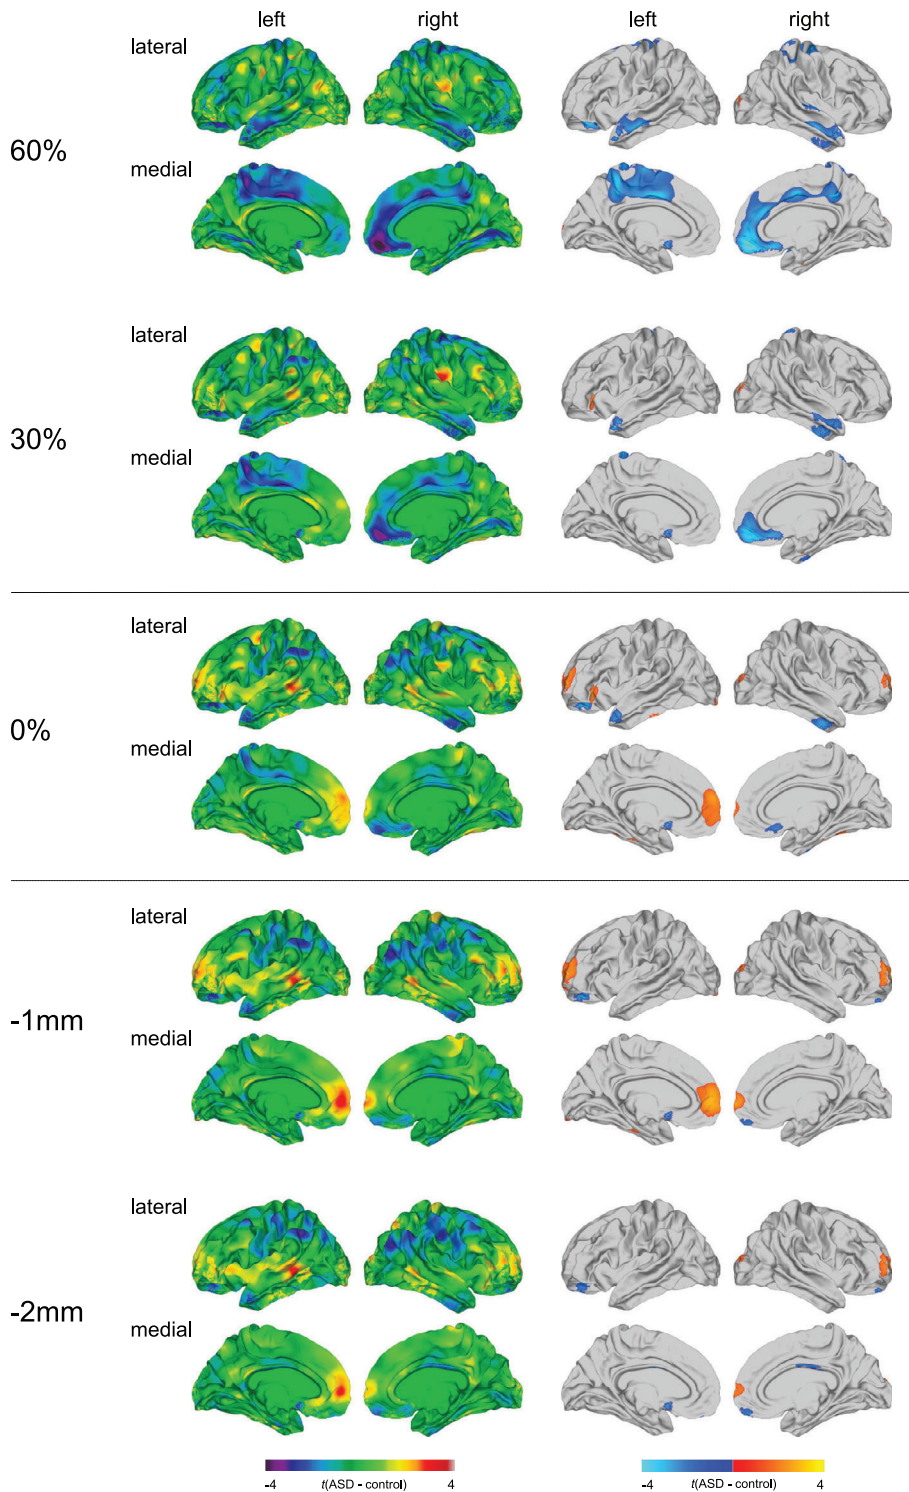 left right left right
lateral
60%
medial
lateral
30%
medial
lateral
0%
medial
lateral
-1mm
medial
lateral
-2mm
medial
-4 t(ASD - control) 4 -4 t(ASD - control) 4